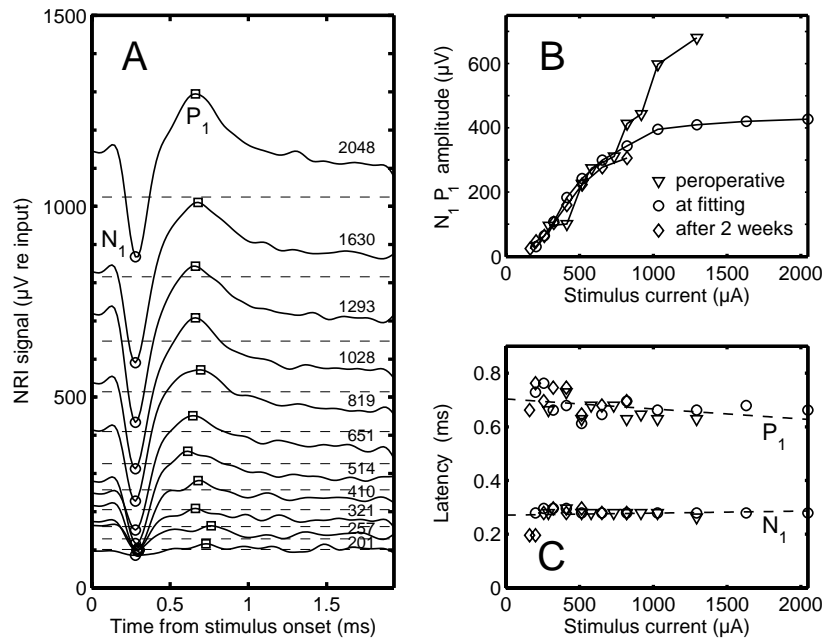 A
1500
1000
500
0
NRI signal (µV re input)
P1
N1
2048
1630
1293
1028
819
651
514
410
321
257
201
0 0.5 1 1.5
Time from stimulus onset (ms)
B
600
400
200
0
N1 P1 amplitude (µV)
peroperative
at fitting
after 2 weeks
0 500 1000 1500 2000
Stimulus current (µA)
0.8
0.6
0.4
0.2
0
Latency (ms)
P1
N1
C
0 500 1000 1500 2000
Stimulus current (µA)